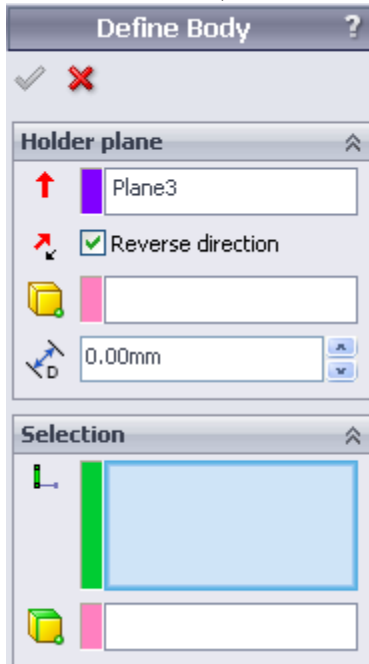 Define Body ?
Holder plane
Plane3
Reverse direction
D 0.00mm
Selection